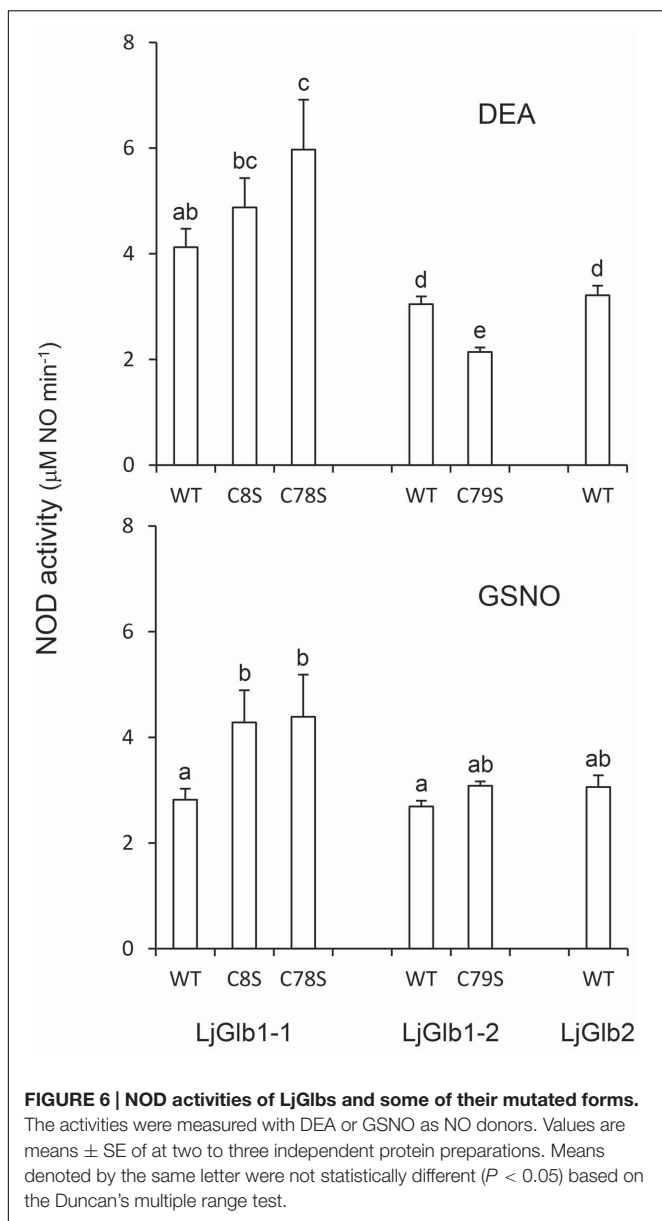 NOD activity (μM NO min⁻¹)
DEA
8
6
4
2
0
ab
bc
c
d
e
d
WT C8S C78S WT C79S WT
GSNO
8
6
4
2
0
a
b
b
a
ab
ab
WT C8S C78S WT C79S WT
LjGlb1-1 LjGlb1-2 LjGlb2
FIGURE 6 | NOD activities of LjGlbs and some of their mutated forms.
The activities were measured with DEA or GSNO as NO donors. Values are
means ± SE of at two to three independent protein preparations. Means
denoted by the same letter were not statistically different (P < 0.05) based on
the Duncan's multiple range test.